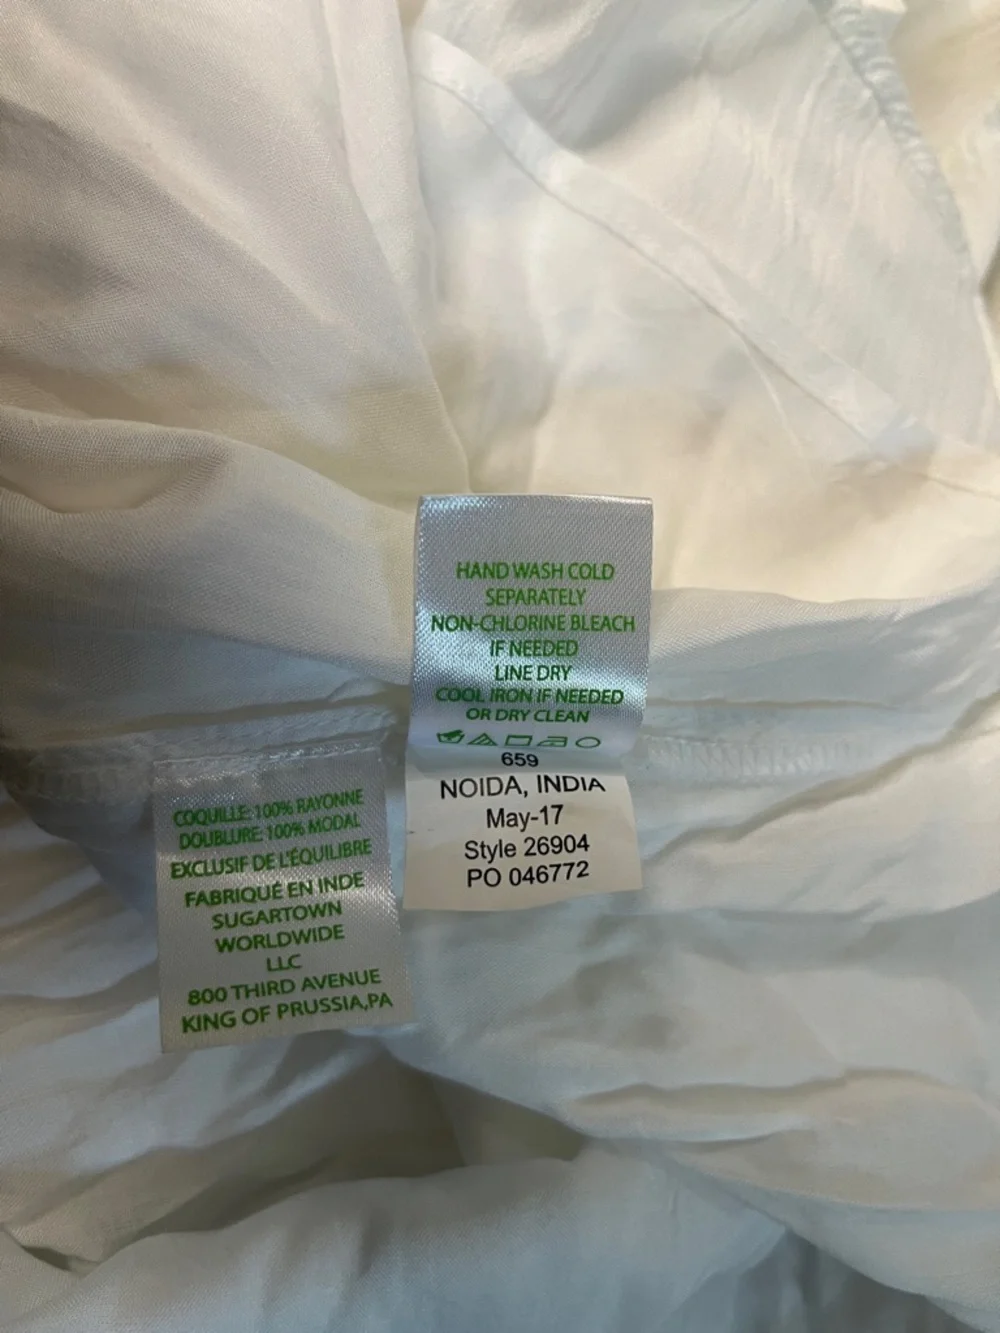 HAND WASH COLD
SEPARATELY
NON-CHLORINE BLEACH
IF NEEDED
LINE DRY
COOL IRON IF NEEDED
OR DRY CLEAN
659
NOIDA, INDIA
May-17
Style 26904
PO 046772
COQUILLE: 100% RAYONNE
DOUBLURE: 100% MODAL
EXCLUSIF DE L'ÉQUILIBRE
FABRIQUÉ EN INDE
SUGARTOWN
WORLDWIDE
LLC
800 THIRD AVENUE
KING OF PRUSSIA,PA